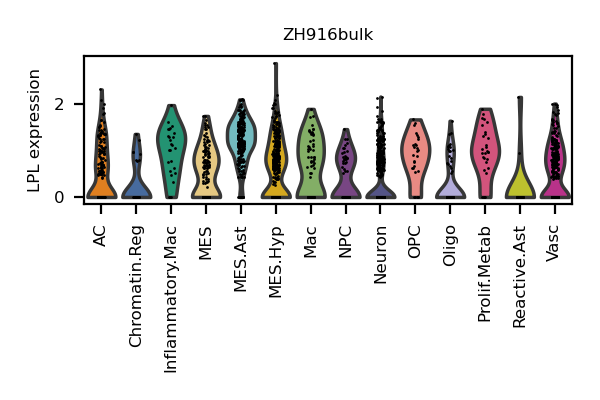 ZH916bulk
LPL expression
2
0
AC
Chromatin.Reg
Inflammatory.Mac
MES
MES.Ast
MES.Hyp
Mac
NPC
Neuron
OPC
Oligo
Prolif.Metab
Reactive.Ast
Vasc